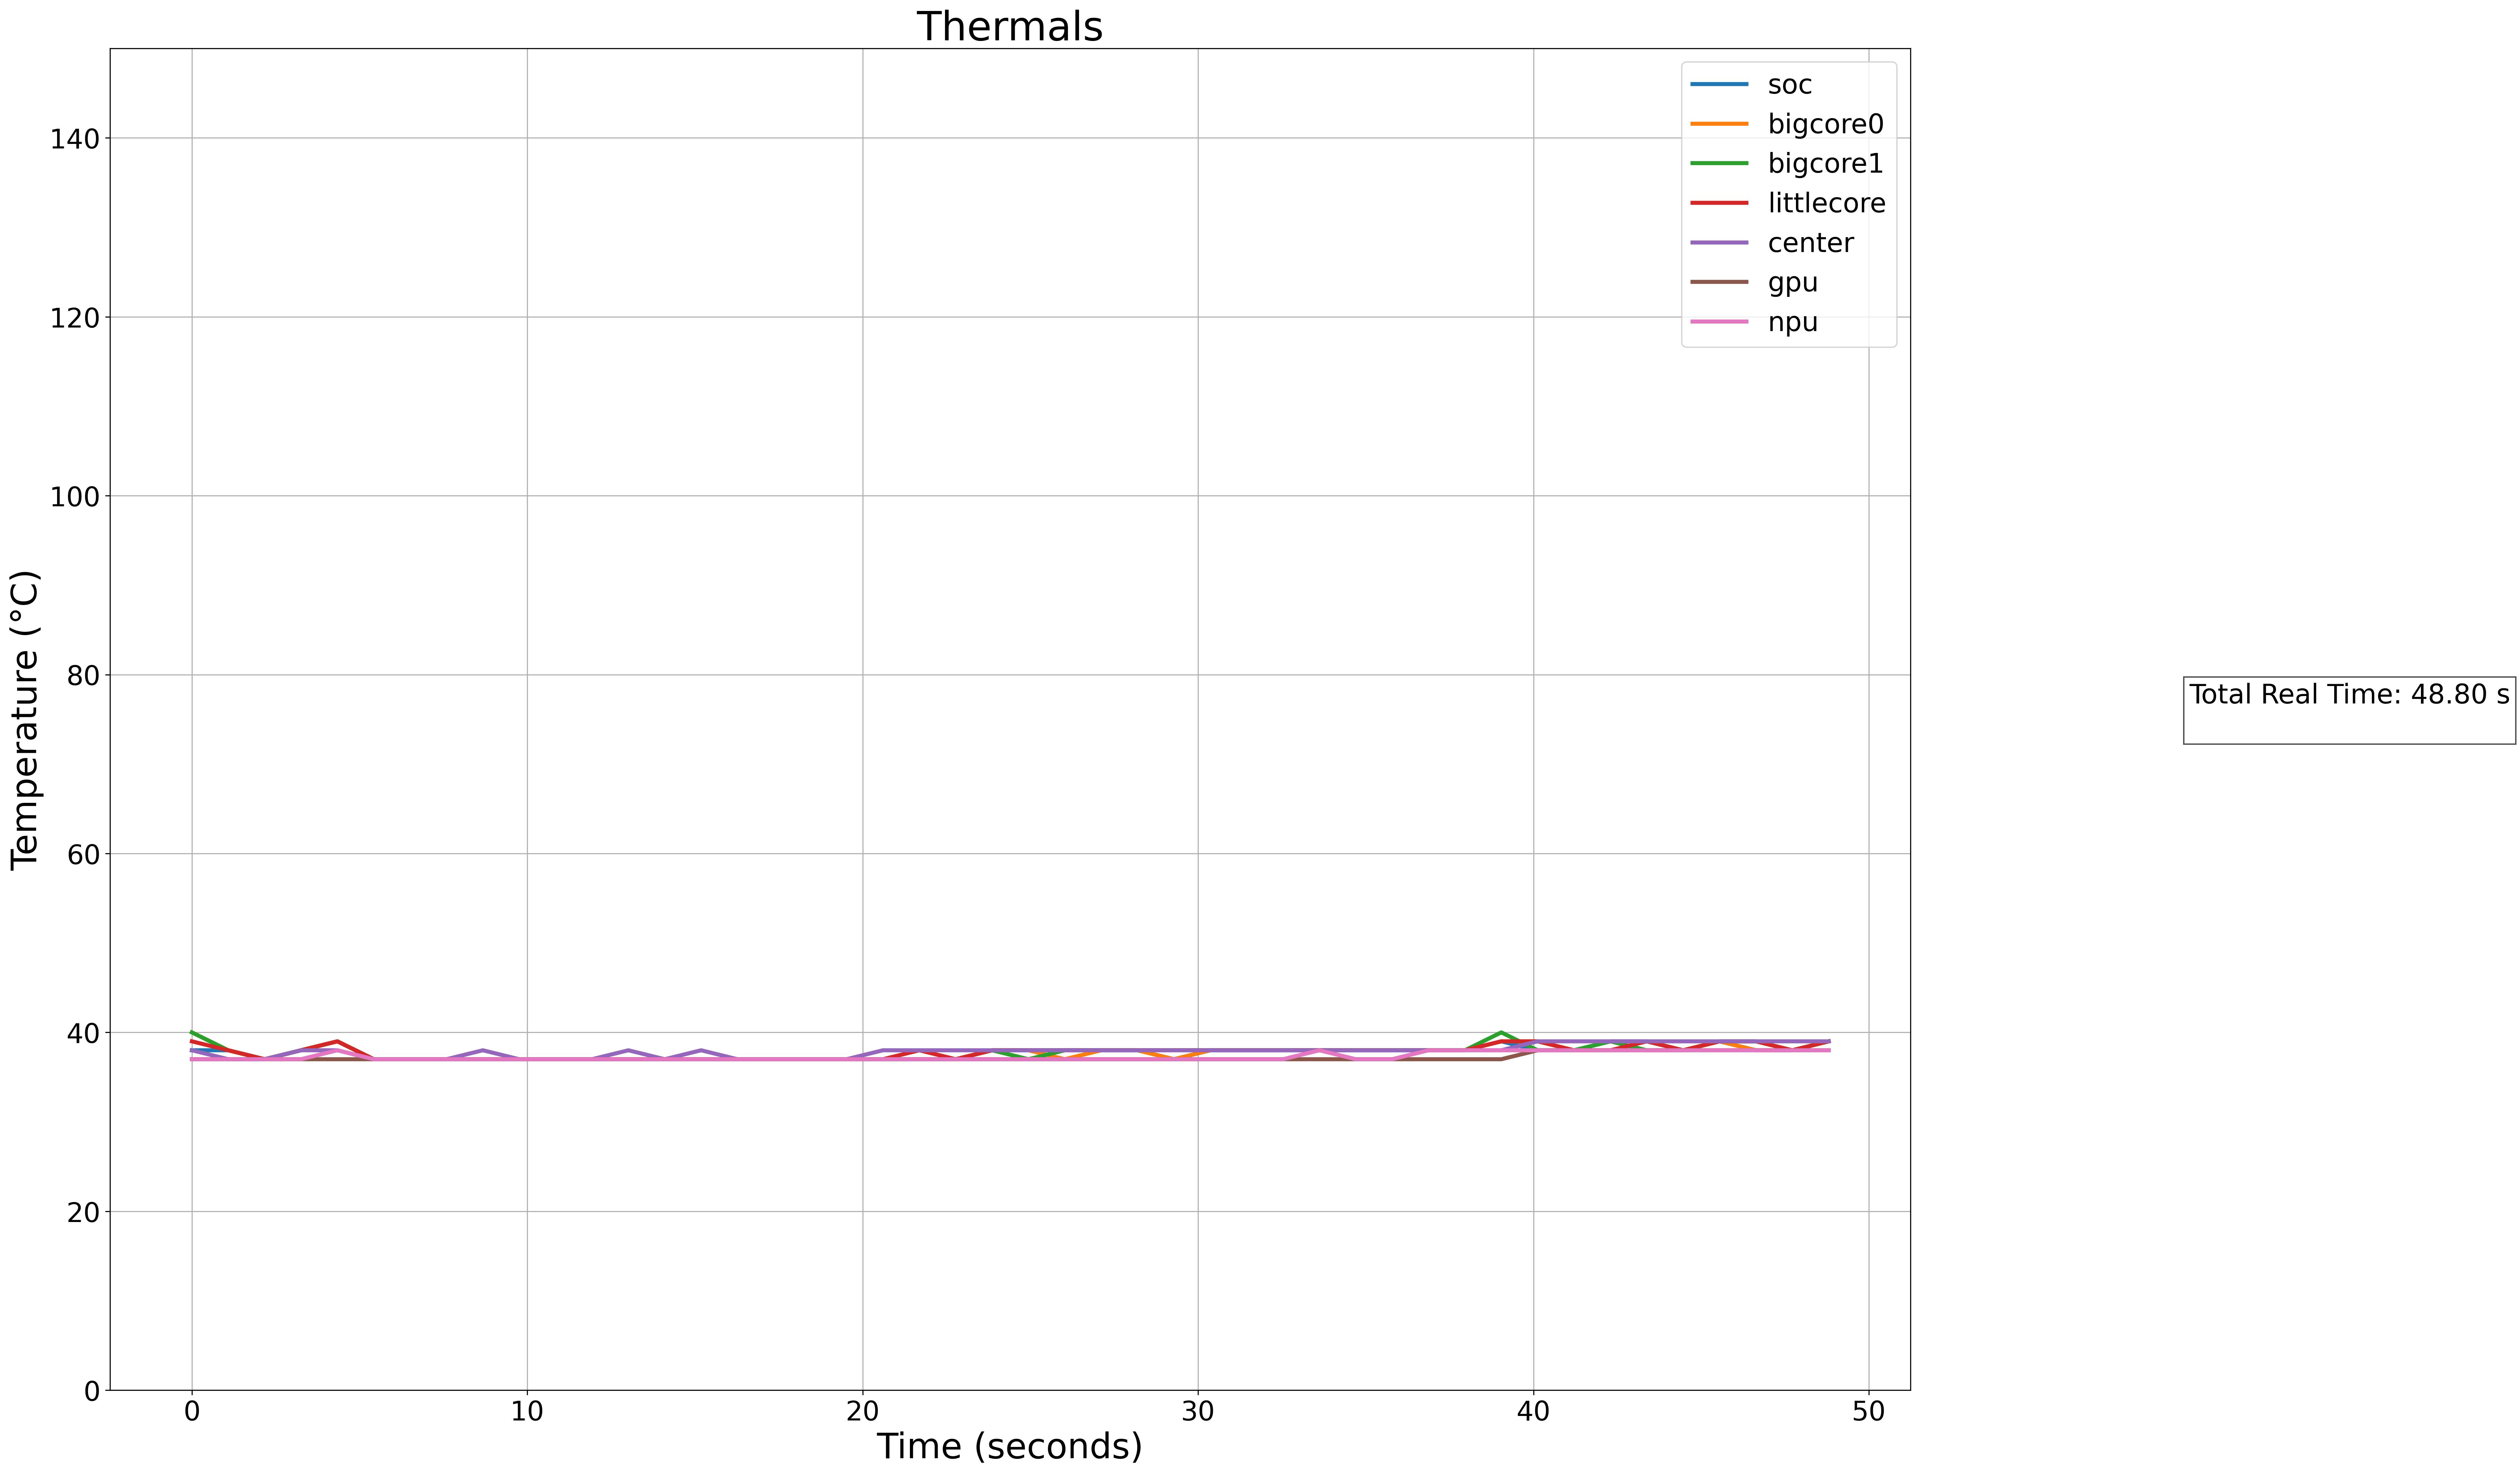 Thermals
soc
bigcore0
bigcore1
littlecore
center
gpu
npu
140
120
100
80
60
40
20
0
Temperature (°C)
0 10 20 30 40 50
Time (seconds)
Total Real Time: 48.80 s